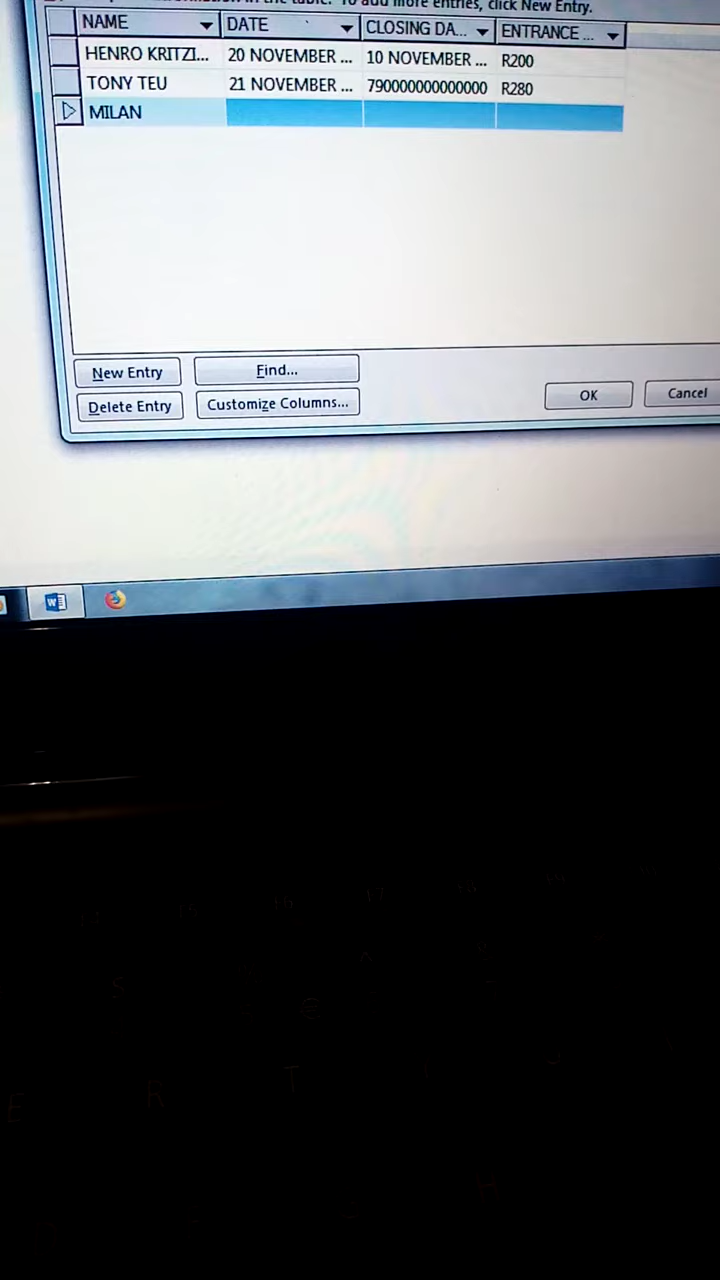 add more entries, click New Entry.
NAME DATE CLOSING DA... ENTRANCE ...
HENRO KRITZI... 20 NOVEMBER ... 10 NOVEMBER ... R200
TONY TEU 21 NOVEMBER ... 790000000000000 R280
MILAN
New Entry Find...
Delete Entry Customize Columns... OK Cancel
W
E R T